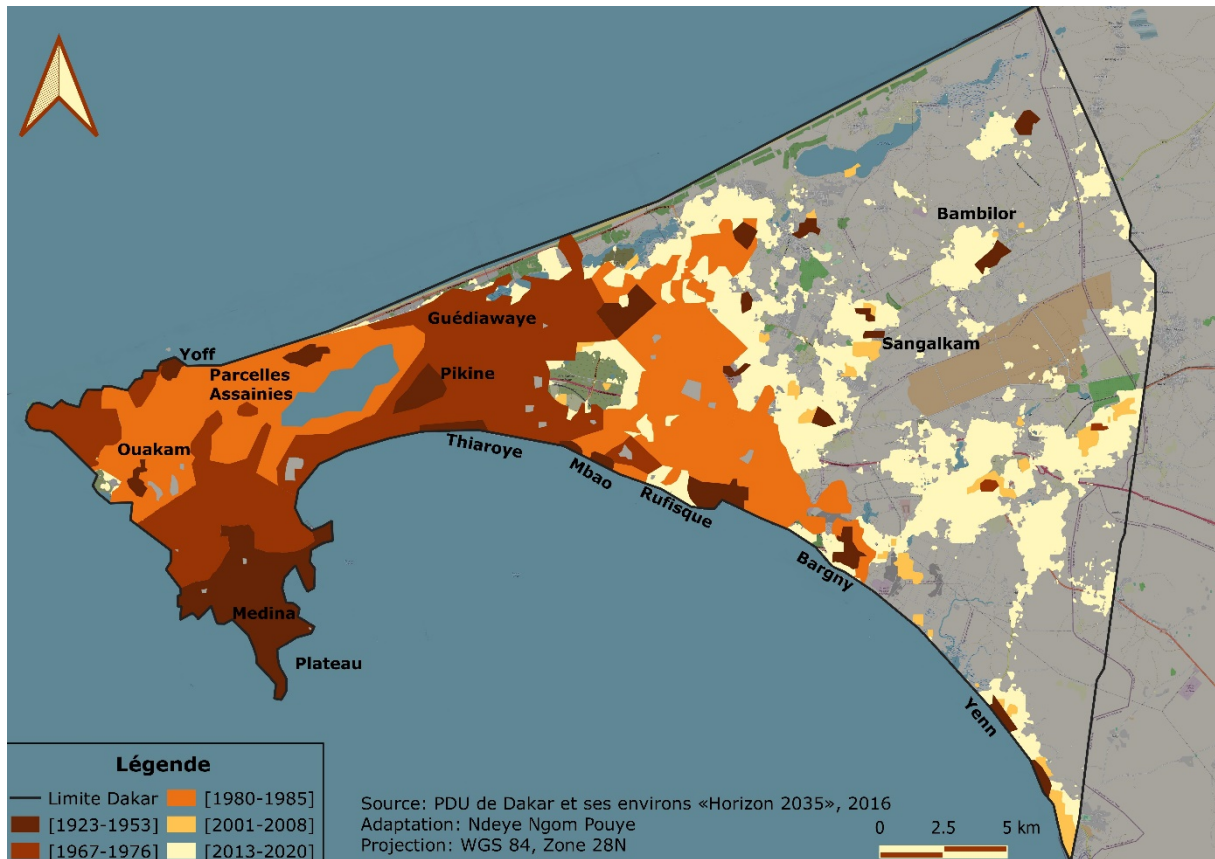 Bambilor
Guédiawaye
Sangalkam
Yoff
Parcelles
Assainies
Pikine
Ouakam
Thiaroye
Mbao
Rufisque
Bargny
Medina
Plateau
Yenn
Légende
Limite Dakar
[1923-1953]
[1967-1976]
[1980-1985]
[2001-2008]
[2013-2020]
Source: PDU de Dakar et ses environs «Horizon 2035», 2016
Adaptation: Ndeye Ngom Pouye
Projection: WGS 84, Zone 28N
0 2.5 5 km